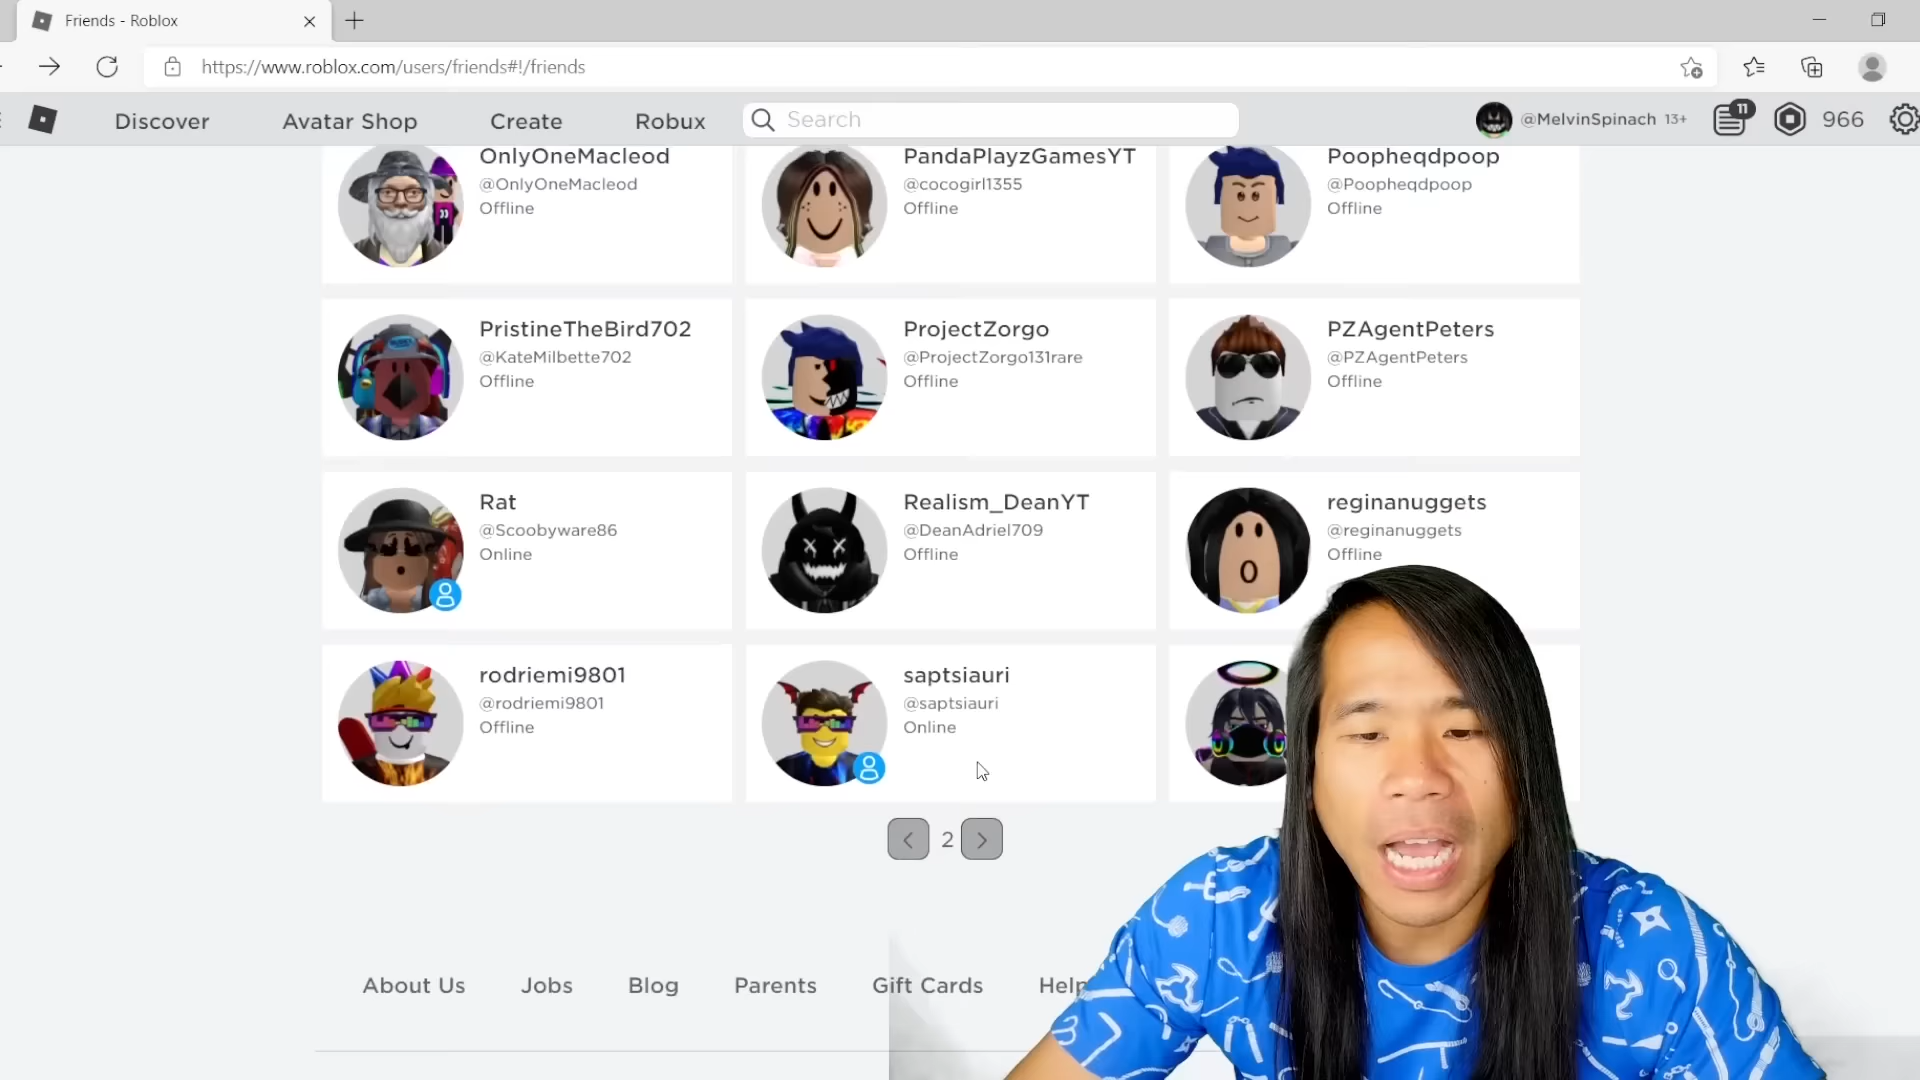 Friends - Roblox
https://www.roblox.com/users/friends#!/friends
Discover Avatar Shop Create Robux Search @MelvinSpinach 13+ 11 966
OnlyOneMacleod
@OnlyOneMacleod
Offline
PandaPlayzGamesYT
@cocogirl1355
Offline
Poopheqdpoop
@Poopheqdpoop
Offline
PristineTheBird702
@KateMilbette702
Offline
ProjectZorgo
@ProjectZorgo131rare
Offline
PZAgentPeters
@PZAgentPeters
Offline
Rat
@Scoobyware86
Online
Realism_DeanYT
@DeanAdriel709
Offline
reginanuggets
@reginanuggets
Offline
rodriemi9801
@rodriemi9801
Offline
saptsiauri
@saptsiauri
Online
2
About Us Jobs Blog Parents Gift Cards Help